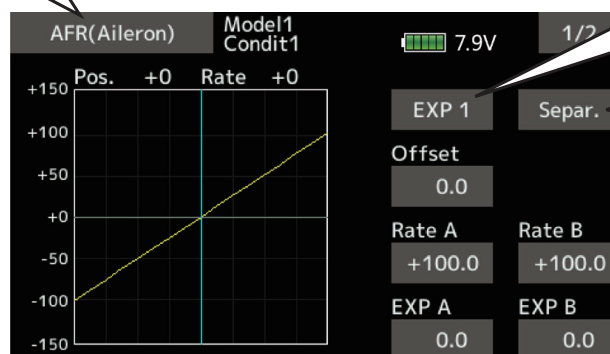 AFR(Aileron)
Model1
Condit1
7.9V
1/2
Pos. +0 Rate +0
+150
+100
+50
+0
-50
-100
-150
EXP 1
Separ.
Offset
0.0
Rate A
Rate B
+100.0
+100.0
EXP A
EXP B
0.0
0.0